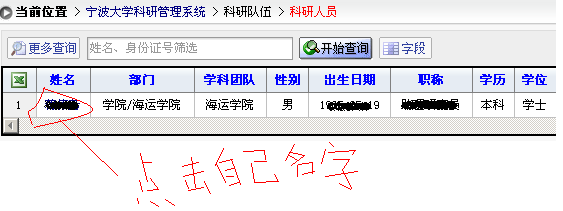 当前位置 > 宁波大学科研管理系统 > 科研队伍 > 科研人员
更多查询 姓名、身份证号筛选 开始查询 字段
姓名 部门 学科团队 性别 出生日期 职称 学历 学位
1 学院/海运学院 海运学院 男 19 本科 学士
点击自己名字